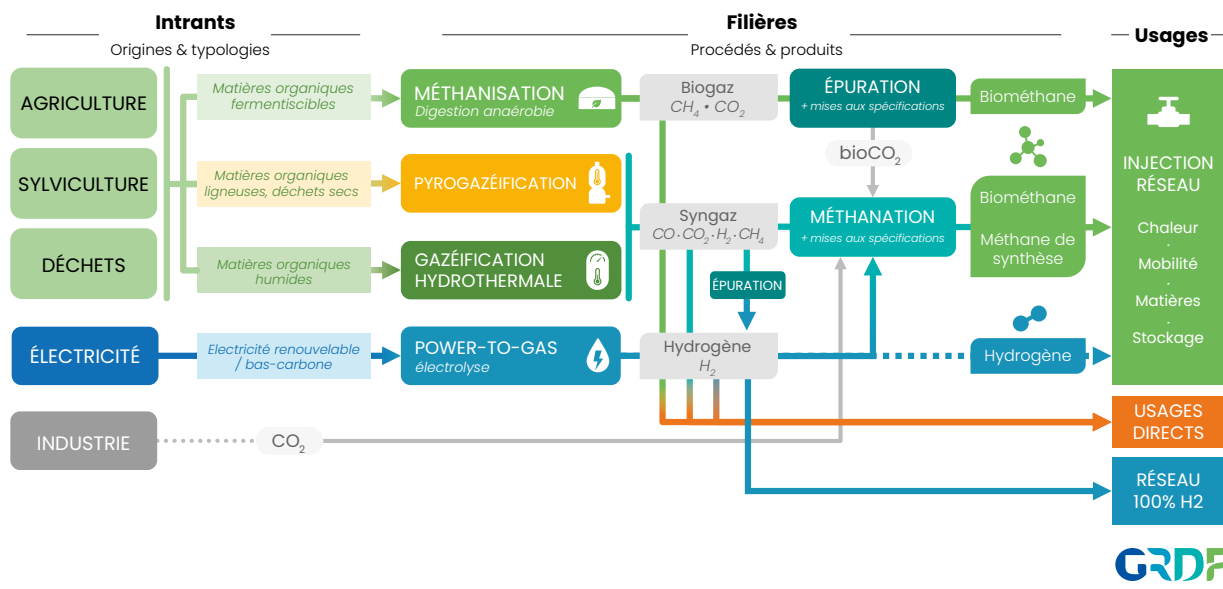 Intrants
Origines & typologies
Filières
Procédés & produits
Usages
AGRICULTURE
SYLVICULTURE
DÉCHETS
ÉLECTRICITÉ
INDUSTRIE
Matières organiques
fermentiscibles
Matières organiques
ligneuses, déchets secs
Matières organiques
humides
Electricité renouvelable
/ bas-carbone
CO₂
MÉTHANISATION
Digestion anaérobie
PYROGAZÉIFICATION
GAZÉIFICATION
HYDROTHERMALE
POWER-TO-GAS
électrolyse
Biogaz
CH₄ • CO₂
Syngaz
CO·CO₂·H₂·CH₄
ÉPURATION
Hydrogène
H₂
ÉPURATION
+ mises aux spécifications
bioCO₂
MÉTHANATION
+ mises aux spécifications
Biométhane
Biométhane
Méthane de
synthèse
Hydrogène
INJECTION
RÉSEAU
Chaleur
·
Mobilité
·
Matières
·
Stockage
USAGES
DIRECTS
RÉSEAU
100% H2
GRDF